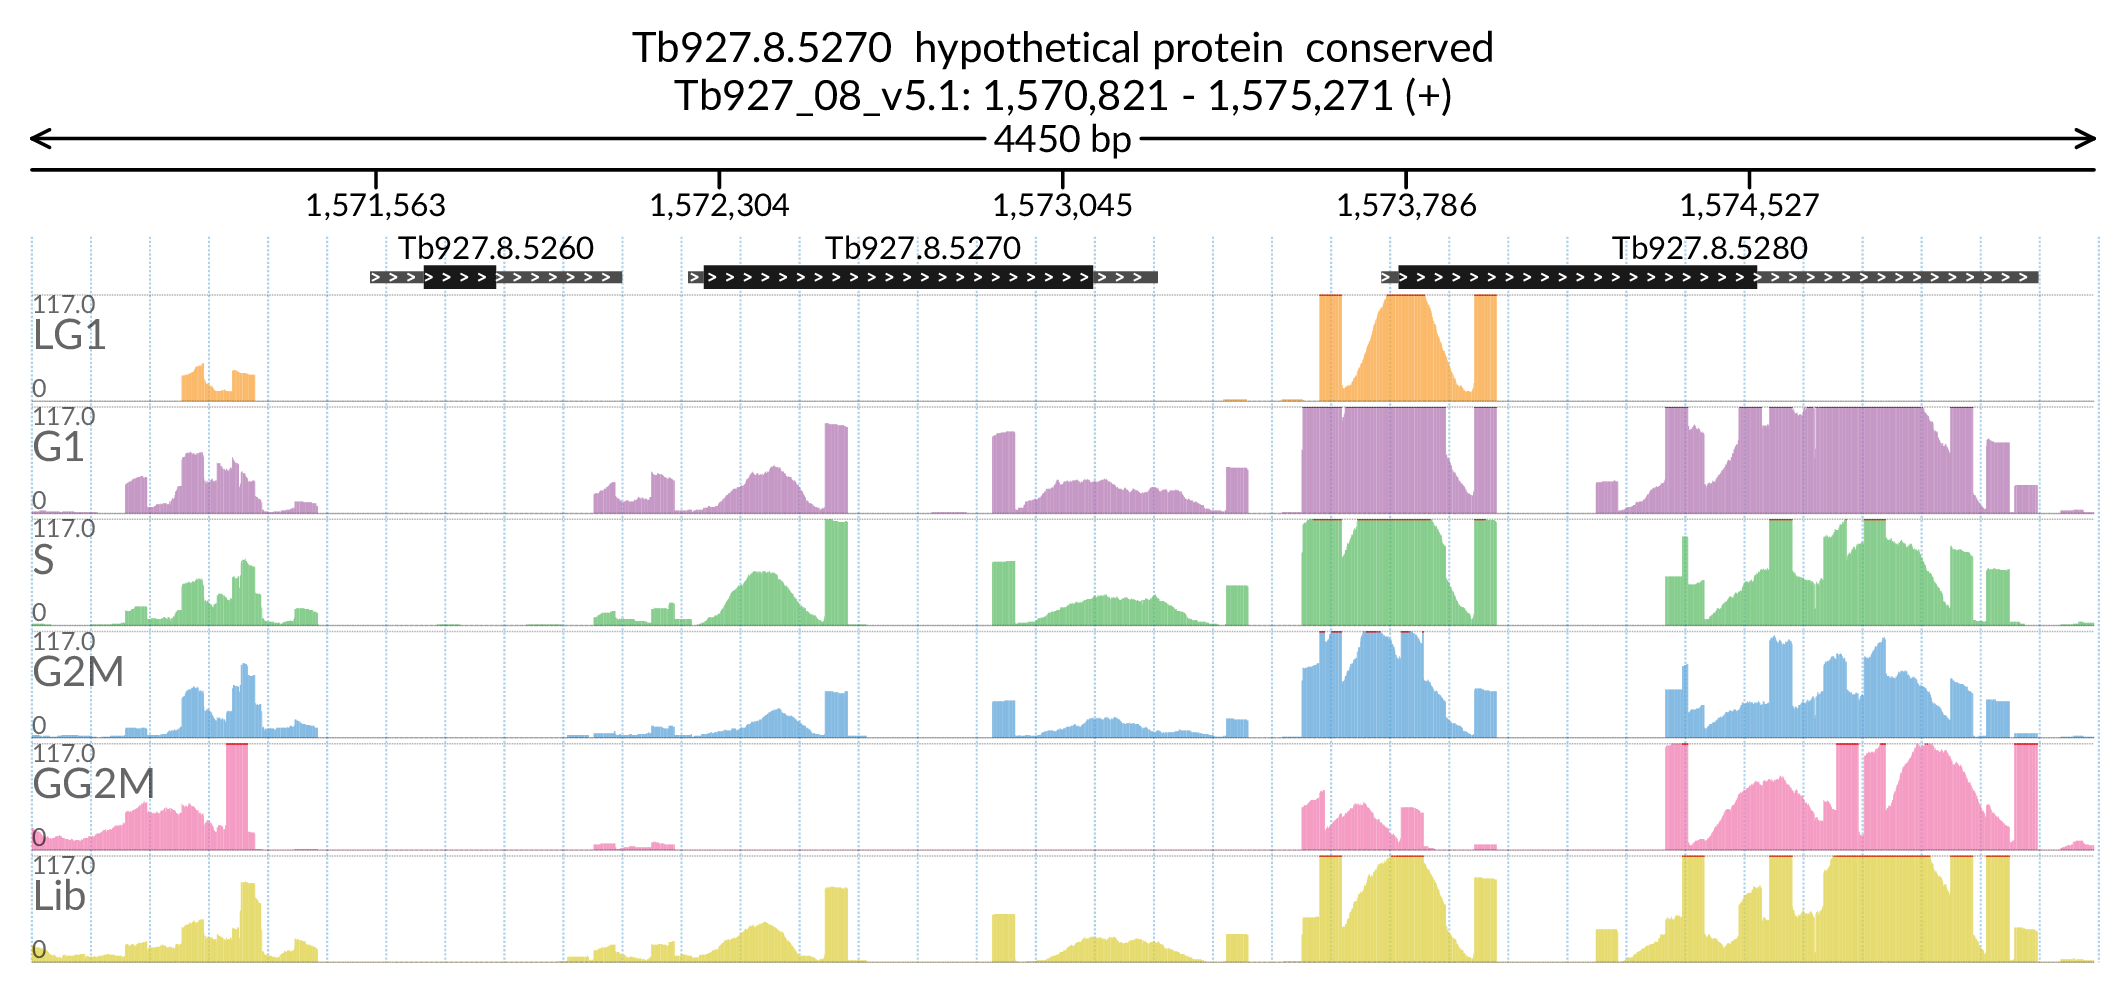 Tb927.8.5270 hypothetical protein conserved
Tb927_08_v5.1: 1,570,821 - 1,575,271 (+)
4450 bp
1,571,563 1,572,304 1,573,045 1,573,786 1,574,527
Tb927.8.5260 Tb927.8.5270 Tb927.8.5280
117.0
LG1
0
117.0
G1
0
117.0
S
0
117.0
G2M
0
117.0
GG2M
0
117.0
Lib
0